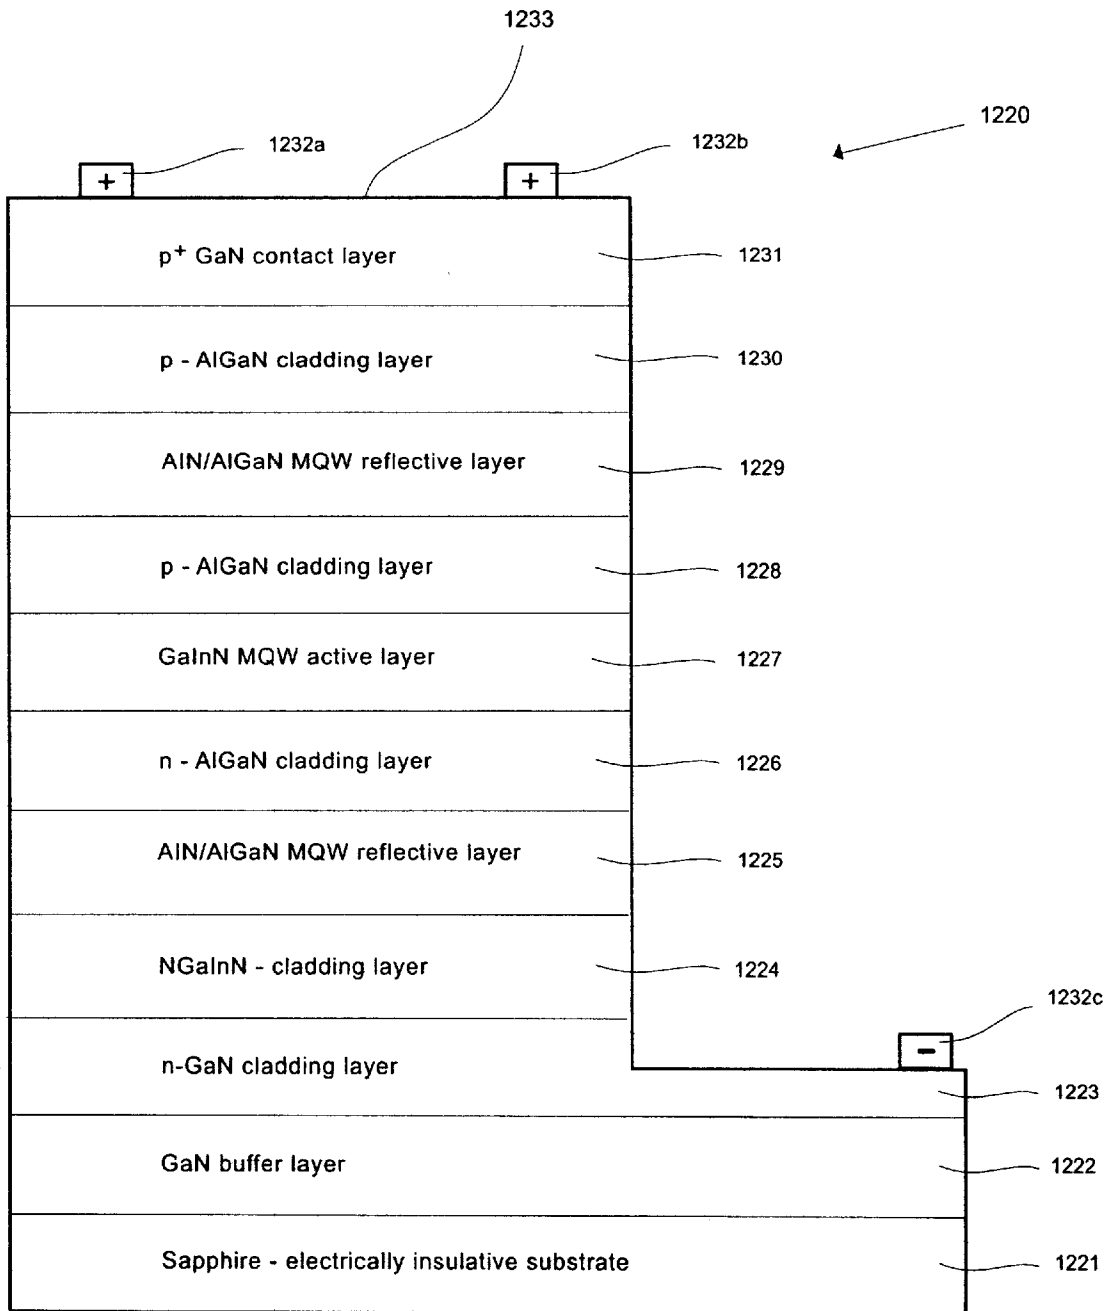 1233
1220
1232a
1232b
+
+
p+ GaN contact layer
1231
p - AlGaN cladding layer
1230
AlN/AlGaN MQW reflective layer
1229
p - AlGaN cladding layer
1228
GaInN MQW active layer
1227
n - AlGaN cladding layer
1226
AlN/AlGaN MQW reflective layer
1225
NGaInN - cladding layer
1224
1232c
-
n-GaN cladding layer
1223
GaN buffer layer
1222
Sapphire - electrically insulative substrate
1221